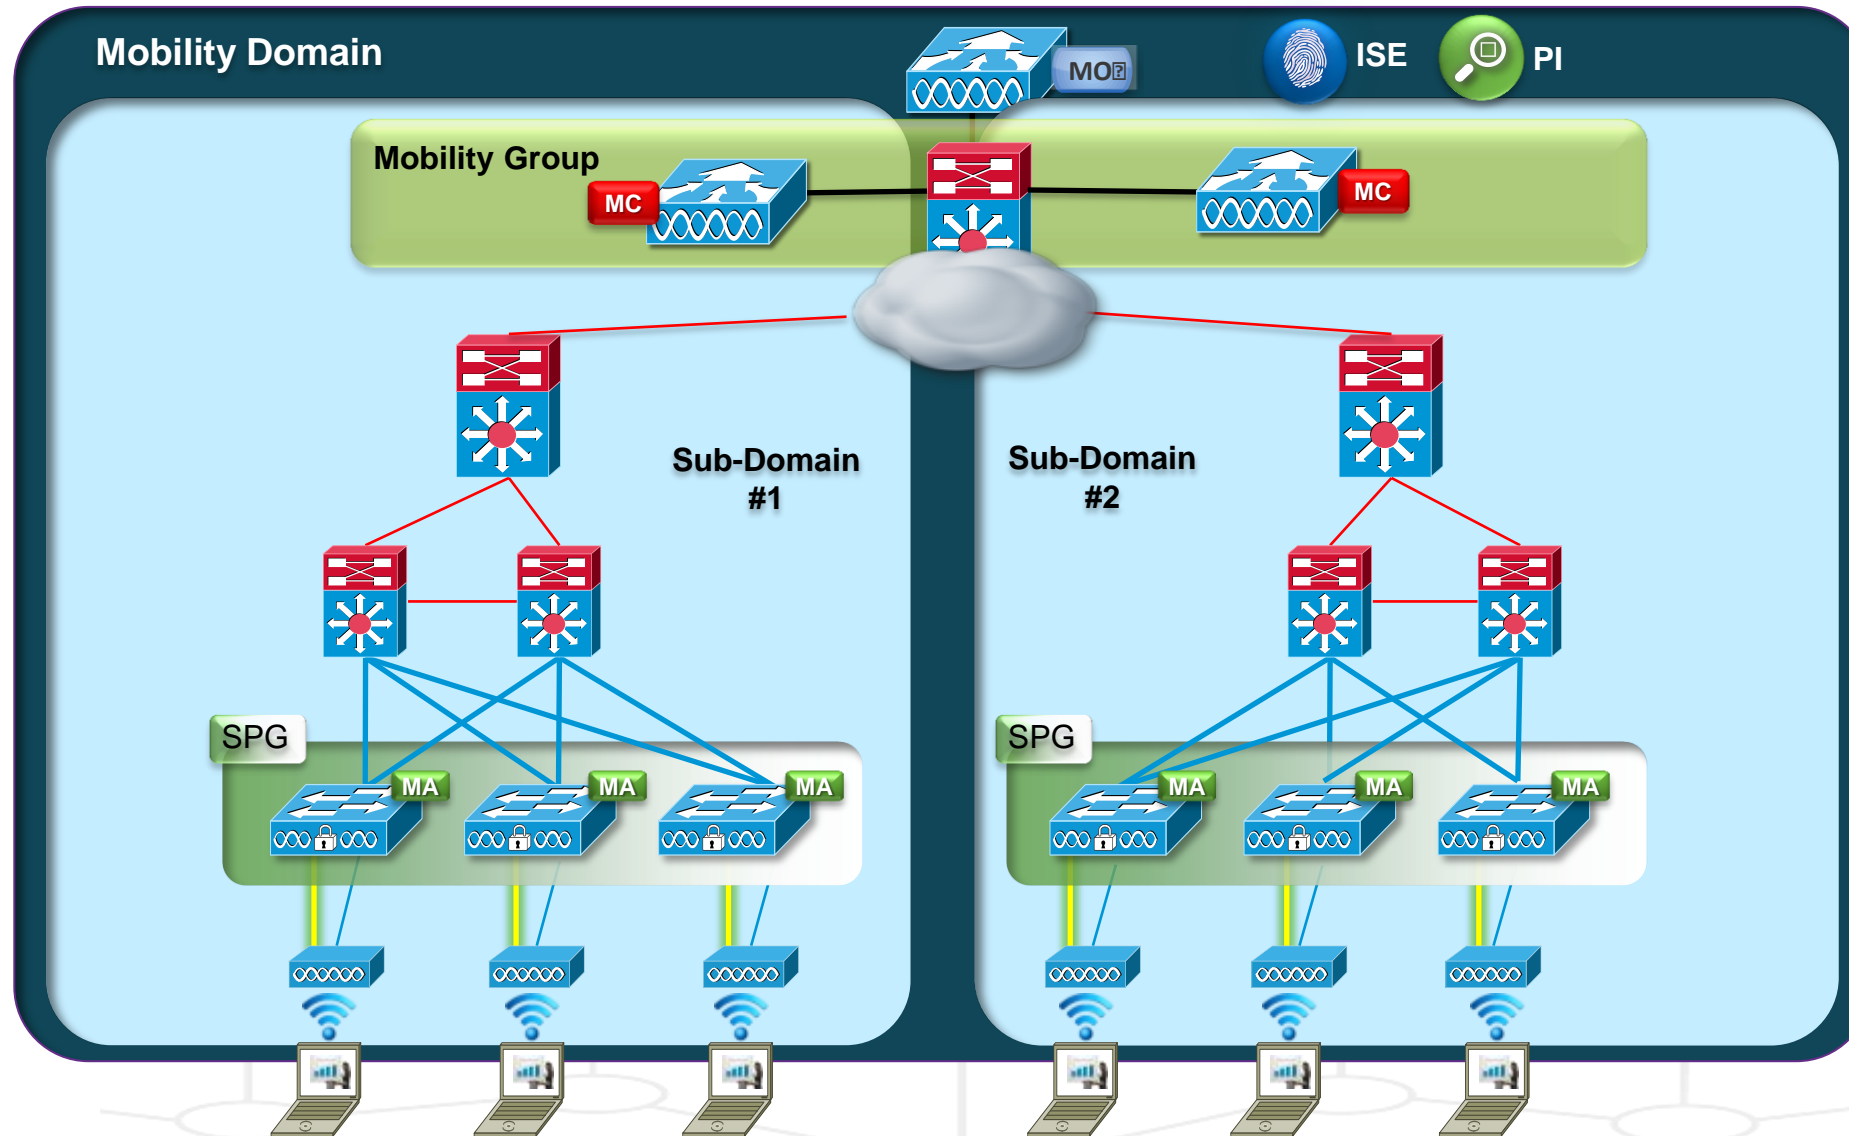 Mobility Domain
MO
ISE
PI
Mobility Group
MC
MC
Sub-Domain
#1
Sub-Domain
#2
SPG
MA
MA
MA
SPG
MA
MA
MA